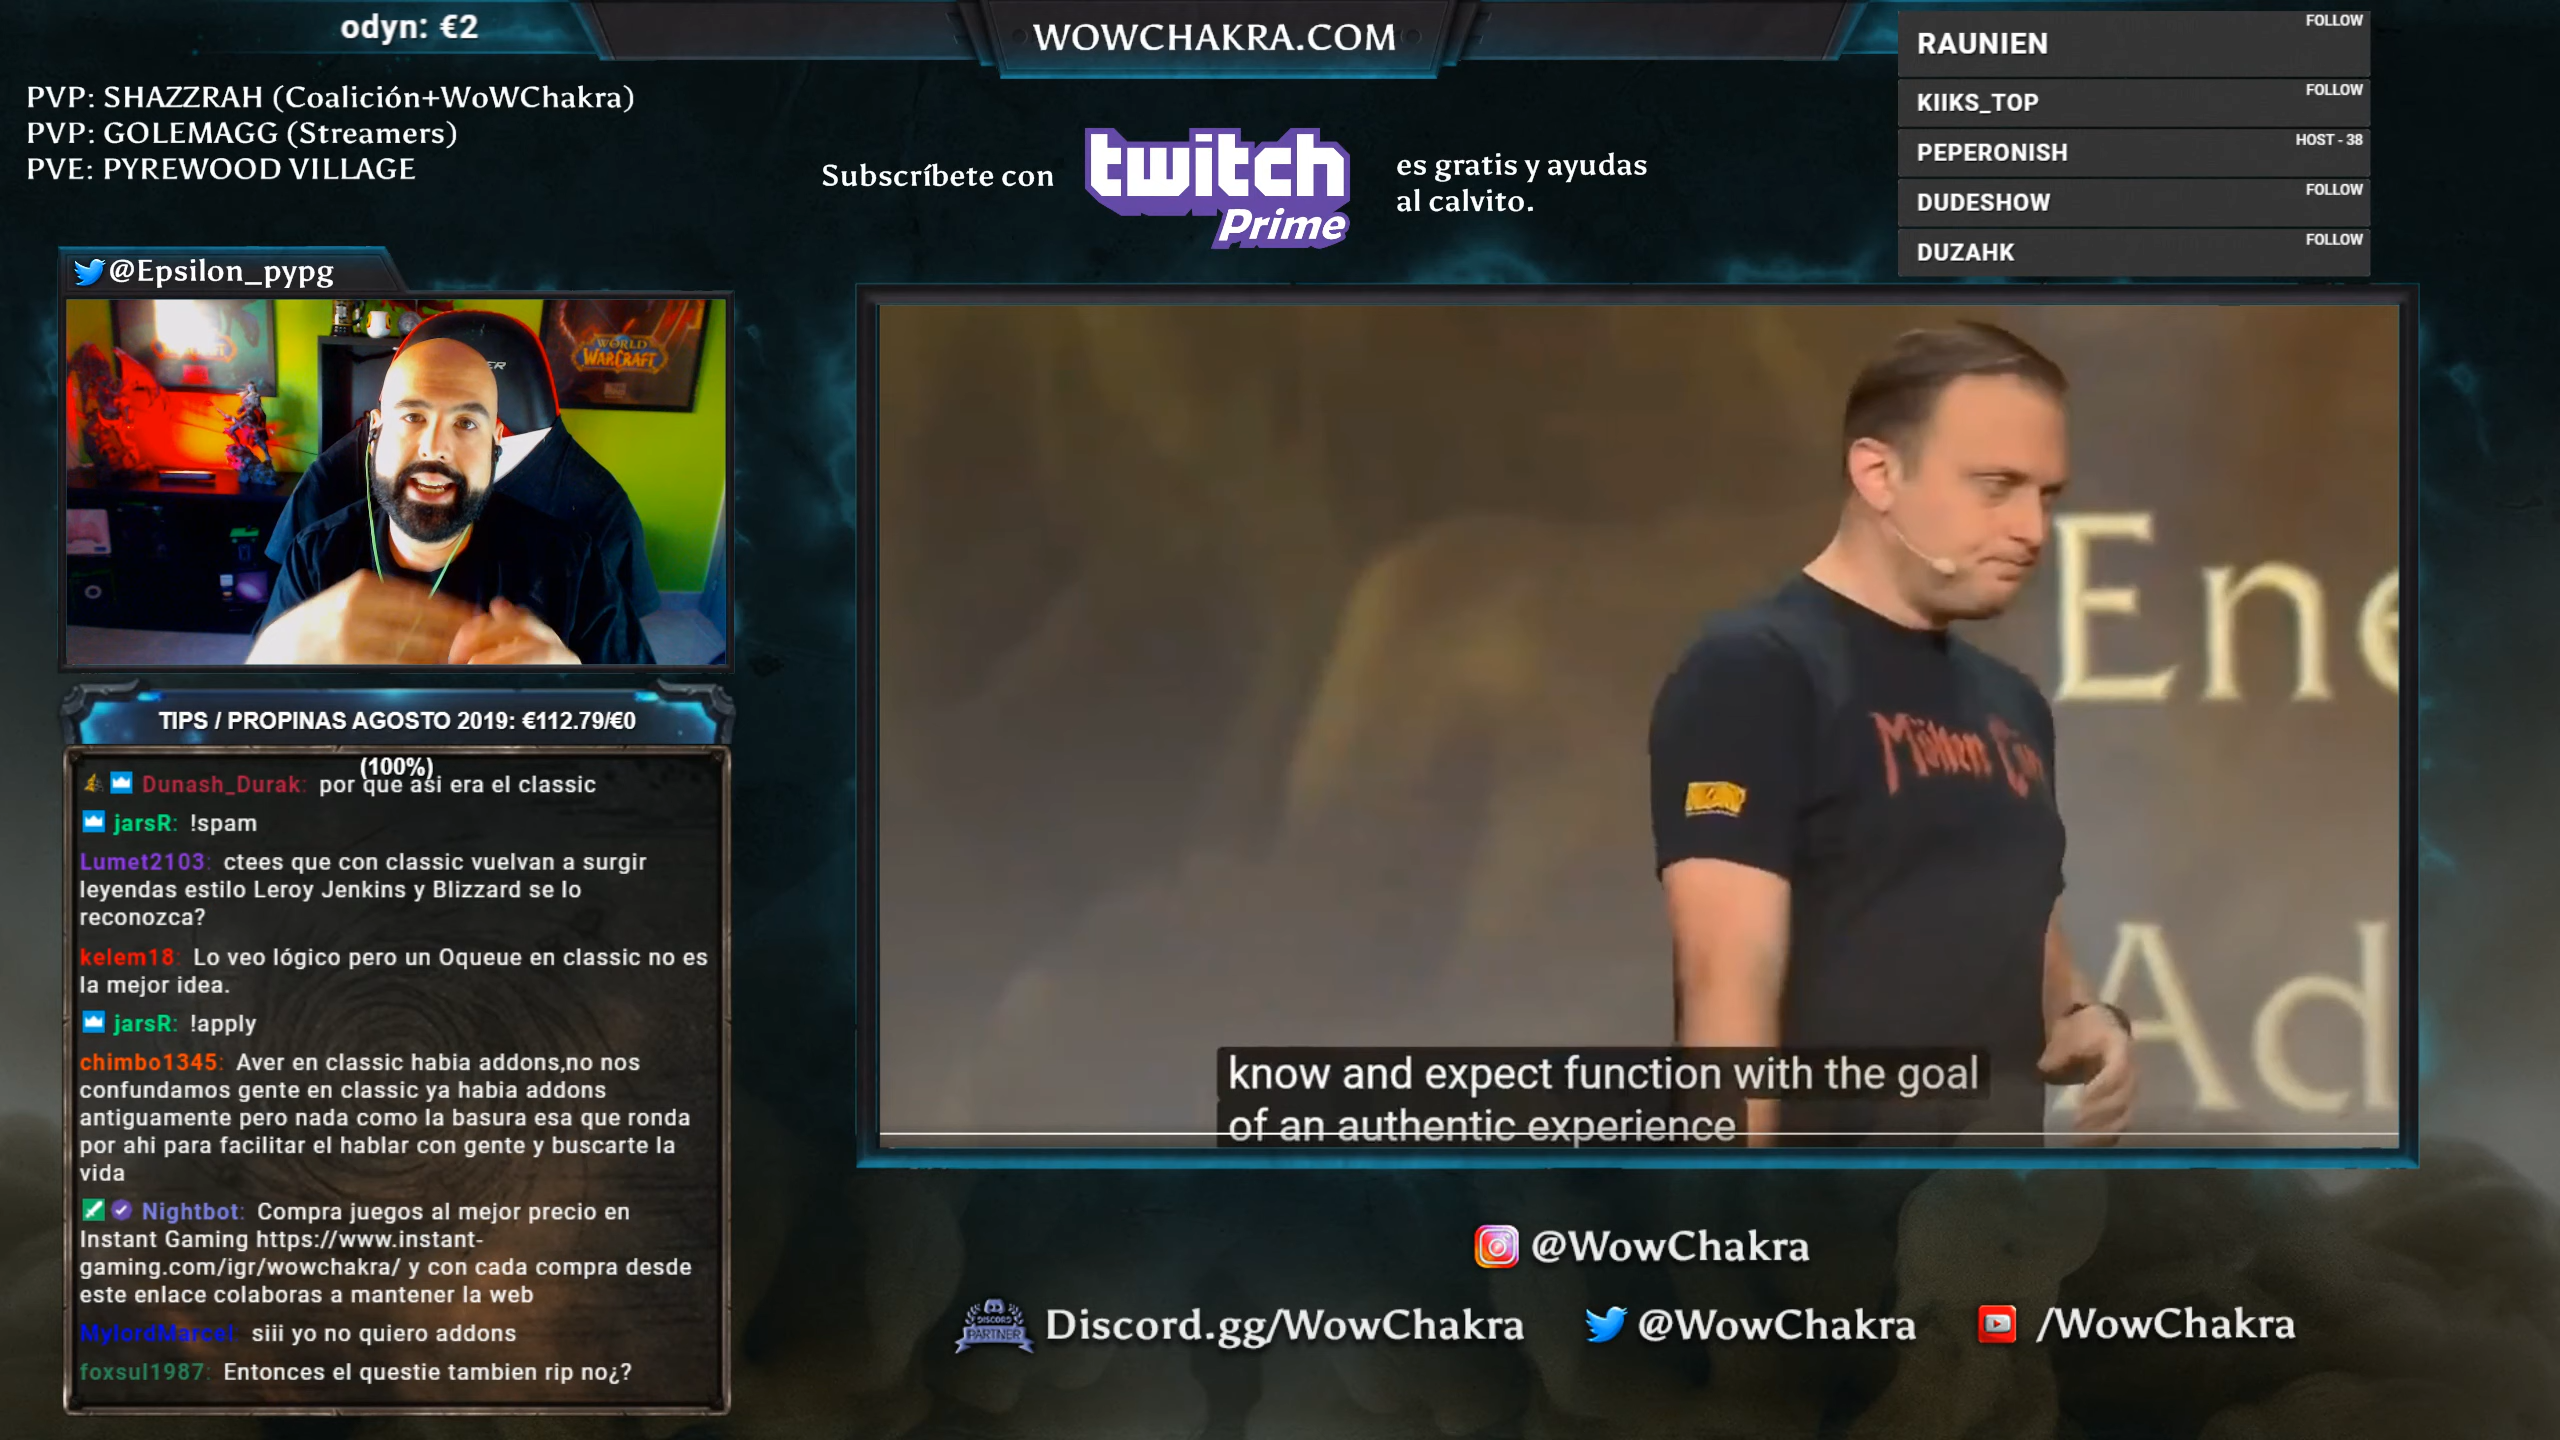 odyn: €2
WOWCHAKRA.COM
FOLLOW
RAUNIEN
FOLLOW
KIIKS_TOP
HOST - 38
PEPERONISH
FOLLOW
DUDESHOW
FOLLOW
DUZAHK
PVP: SHAZZRAH (Coalición+WoWChakra)
PVP: GOLEMAGG (Streamers)
PVE: PYREWOOD VILLAGE
Subscríbete con
twitch
Prime
es gratis y ayudas
al calvito.
@Epsilon_pypg
WORLD
WARCRAFT
TIPS / PROPINAS AGOSTO 2019: €112.79/€0
(100%)
Dunash_Durak: por que asi era el classic
jarsR: !spam
Lumet2103: ctees que con classic vuelvan a surgir
leyendas estilo Leroy Jenkins y Blizzard se lo
reconozca?
kelem18: Lo veo lógico pero un Oqueue en classic no es
la mejor idea.
jarsR: !apply
chimbo1345: Aver en classic habia addons,no nos
confundamos gente en classic ya habia addons
antiguamente pero nada como la basura esa que ronda
por ahi para facilitar el hablar con gente y buscarte la
vida
Nightbot: Compra juegos al mejor precio en
Instant Gaming https://www.instant-
gaming.com/igr/wowchakra/ y con cada compra desde
este enlace colaboras a mantener la web
MylordMarcel: siii yo no quiero addons
foxsul1987: Entonces el questie tambien rip no¿?
Ene
Ad
Mölten
know and expect function with the goal
of an authentic experience
@WowChakra
DISCORD
PARTNER
Discord.gg/WowChakra
@WowChakra
/WowChakra